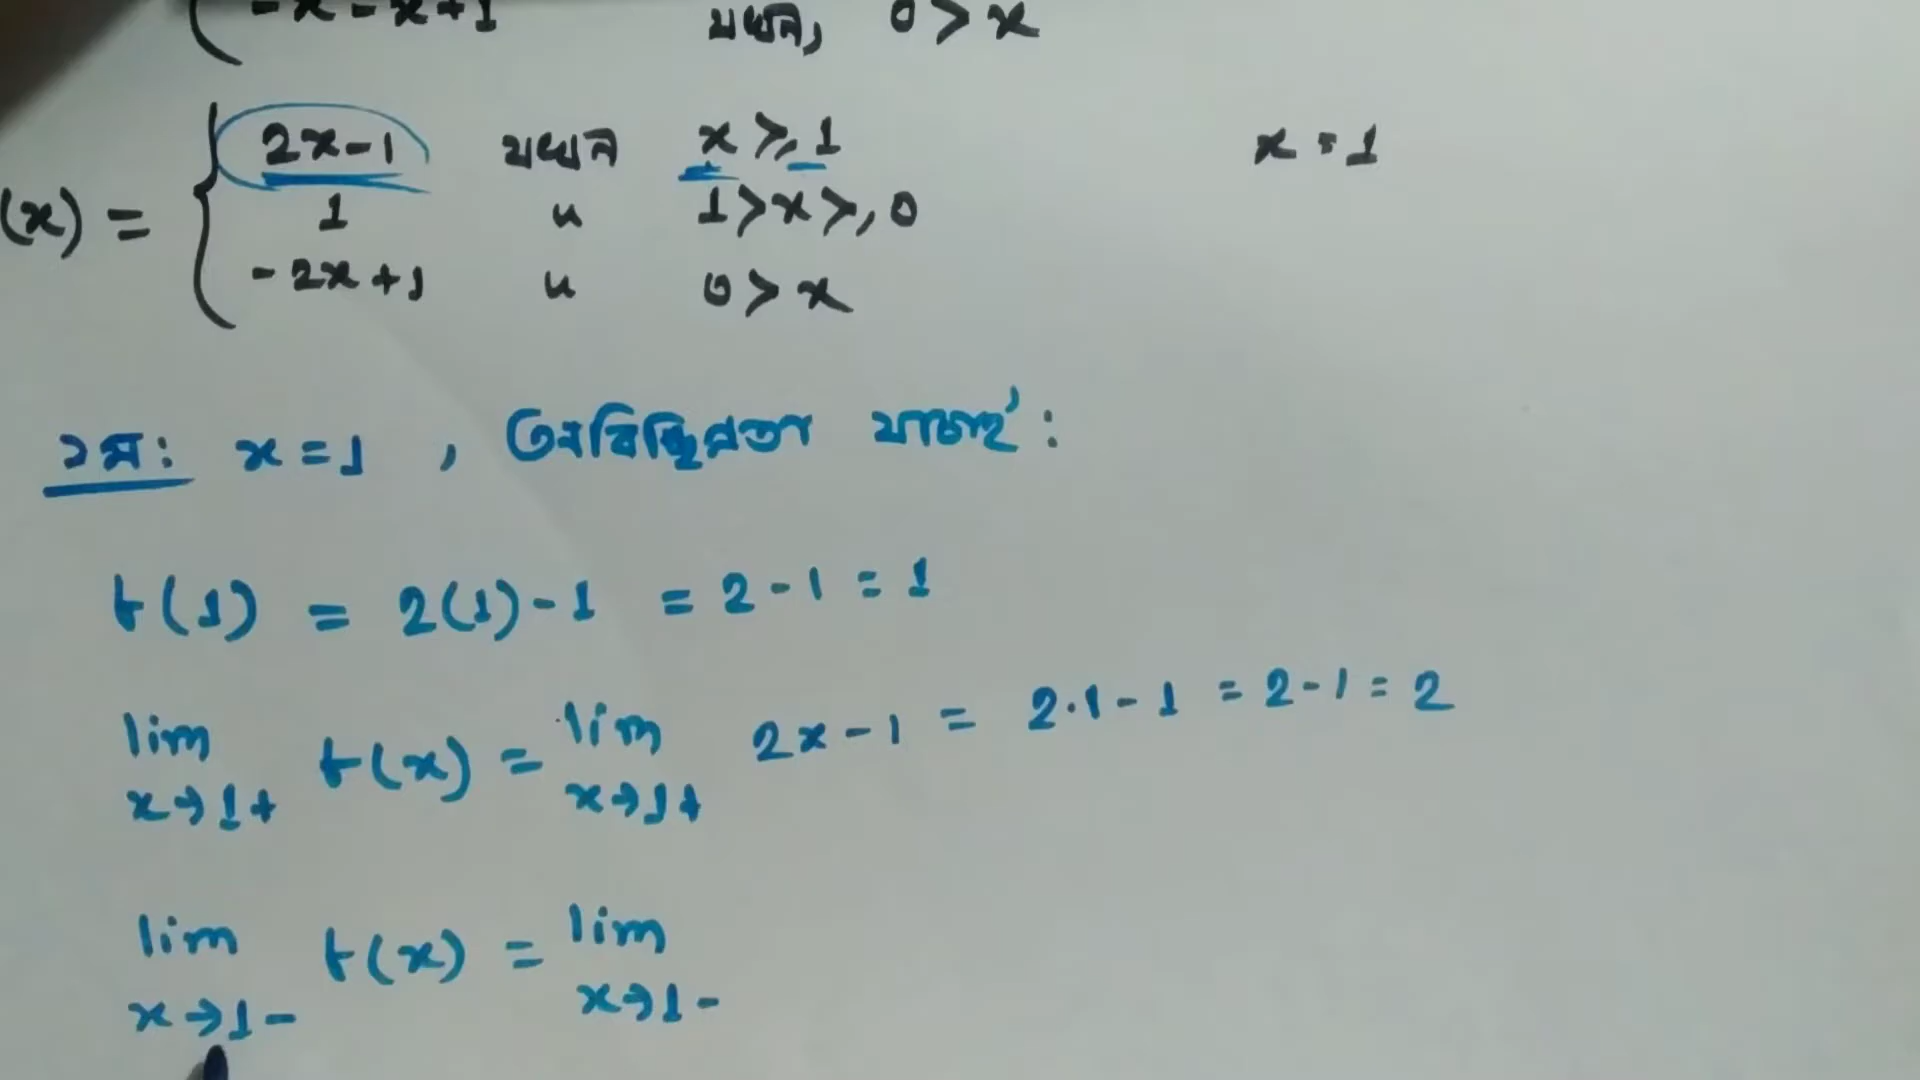 -x-x+1 যখন, 0>x
(x) = { 2x-1 যখন x ≥ 1 x=1
1 " 1>x≥0
-2x+1 " 0>x
১ম: x=1, অবিচ্ছিন্নতা যাচাই:
f(1) = 2(1)-1 = 2-1 = 1
lim x→1+ f(x) = lim x→1+ 2x-1 = 2·1-1 = 2-1 = 2
lim x→1- f(x) = lim x→1-